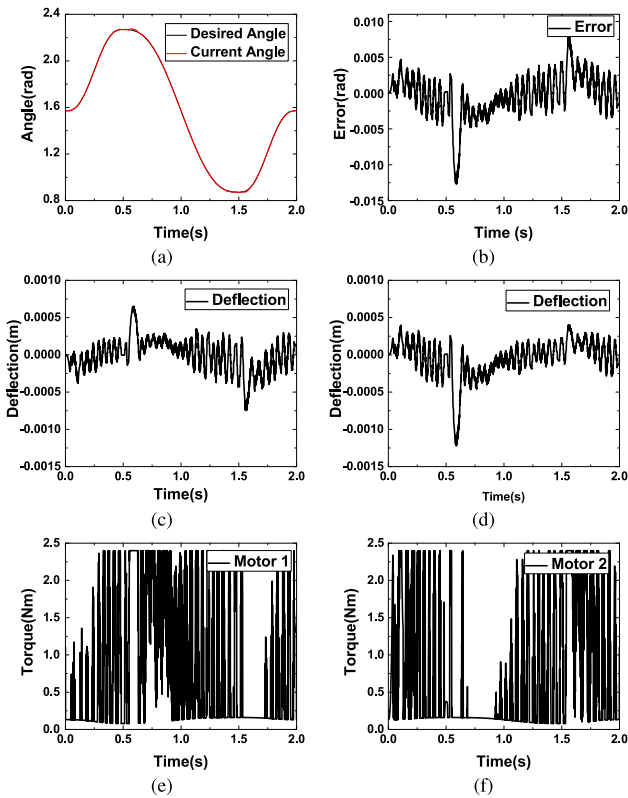 2.4
2.0
1.6
1.2
0.8
Angle(rad)
Desired Angle
Current Angle
0.0 0.5 1.0 1.5 2.0
Time(s)
(a)
0.010
0.005
0.000
-0.005
-0.010
-0.015
Error(rad)
Error
0.0 0.5 1.0 1.5 2.0
Time (s)
(b)
0.0010
0.0005
0.0000
-0.0005
-0.0010
-0.0015
Deflection(m)
Deflection
0.0 0.5 1.0 1.5 2.0
Time(s)
(c)
0.0010
0.0005
0.0000
-0.0005
-0.0010
-0.0015
Deflection(m)
Deflection
0.0 0.5 1.0 1.5 2.0
Time(s)
(d)
2.5
2.0
1.5
1.0
0.5
0.0
Torque(Nm)
Motor 1
0.0 0.5 1.0 1.5 2.0
Time(s)
(e)
2.5
2.0
1.5
1.0
0.5
0.0
Torque(Nm)
Motor 2
0.0 0.5 1.0 1.5 2.0
Time(s)
(f)